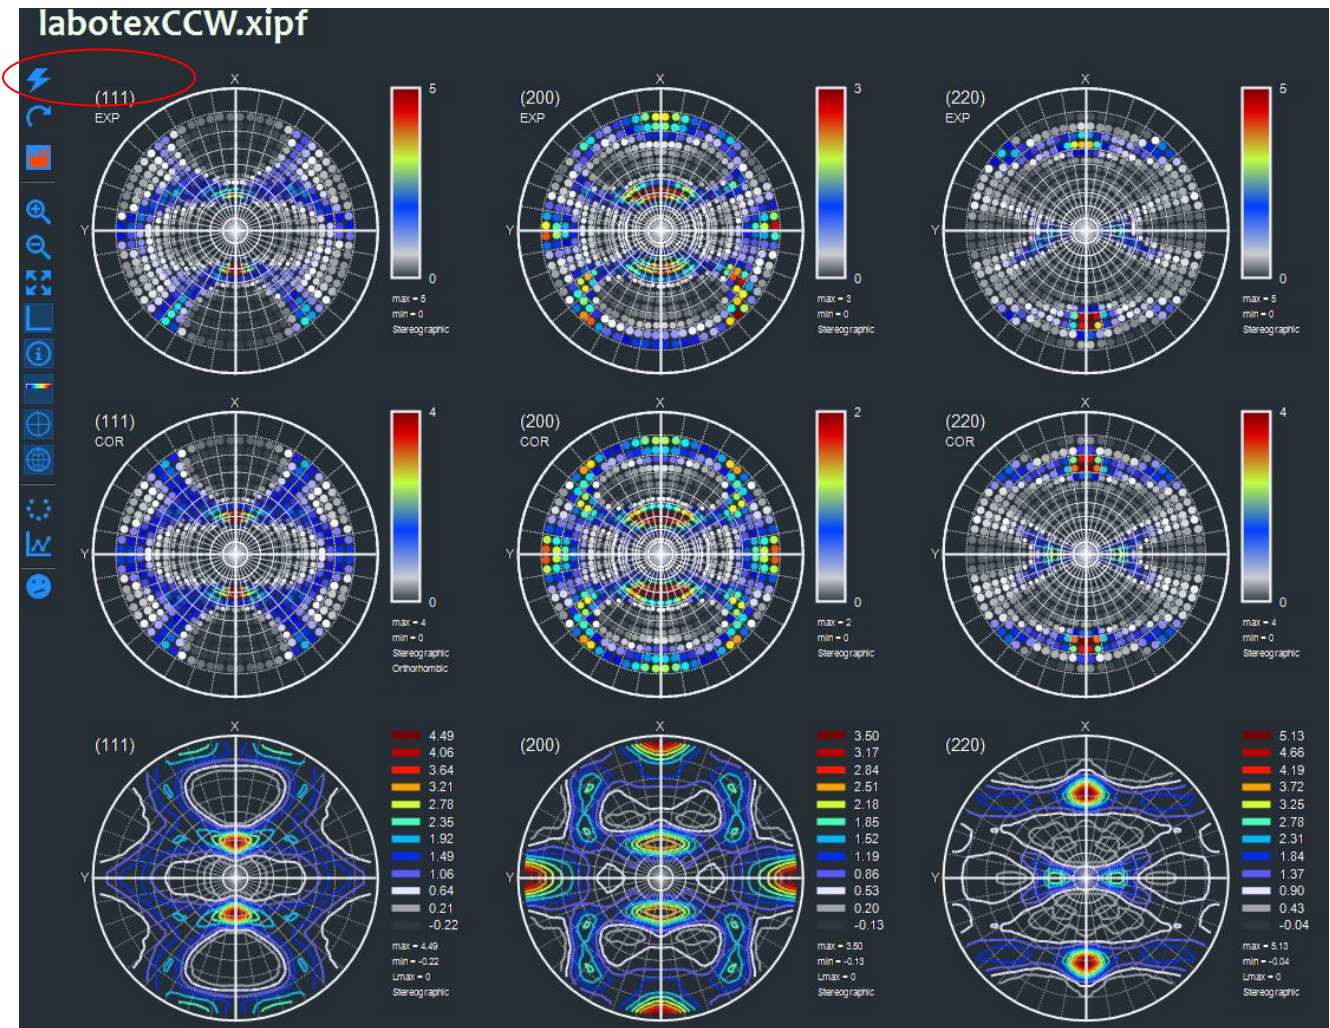 labotexCCW.xipf
X
(111)
EXP
Y
5
0
max = 5
min = 0
Stereographic
X
(200)
EXP
Y
3
0
max = 3
min = 0
Stereographic
X
(220)
EXP
Y
5
0
max = 5
min = 0
Stereographic
X
(111)
COR
Y
4
0
max = 4
min = 0
Stereographic
Orthorhombic
X
(200)
COR
Y
2
0
max = 2
min = 0
Stereographic
X
(220)
COR
Y
4
0
max = 4
min = 0
Stereographic
X
(111)
Y
4.49
4.06
3.64
3.21
2.78
2.35
1.92
1.49
1.06
0.64
0.21
-0.22
max = 4.49
min = -0.22
Lmax = 0
Stereographic
X
(200)
Y
3.50
3.17
2.84
2.51
2.18
1.85
1.52
1.19
0.86
0.53
0.20
-0.13
max = 3.50
min = -0.13
Lmax = 0
Stereographic
X
(220)
Y
5.13
4.66
4.19
3.72
3.25
2.78
2.31
1.84
1.37
0.90
0.43
-0.04
max = 5.13
min = -0.04
Lmax = 0
Stereographic